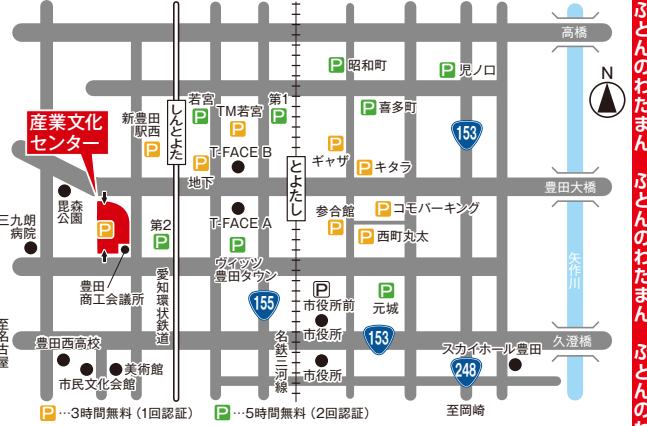 高橋
P 昭和町
P 児ノ口
N
若宮
P
第1
P
TM若宮
P
P 喜多町
153
新豊田
駅西
P
しんとよた
産業文化
センター
P
地下
T-FACE B
P
ギャザ
P キタラ
とよたし
豊田大橋
毘森
公園
三九朗
病院
P
第2
P
T-FACE A
P
ヴィッツ
豊田タウン
参合館
P
P コモパーキング
P 西町丸太
豊田
商工会議所
愛知環状鉄道
155
P
市役所前
市役所
市役所
P
元城
153
矢作川
至名古屋
名鉄三河線
久澄橋
豊田西高校
市民文化会館
美術館
スカイホール豊田
248
至岡崎
P…3時間無料(1回認証)
P…5時間無料(2回認証)
ふとんのわたまん ふとんのわたまん ふとんの